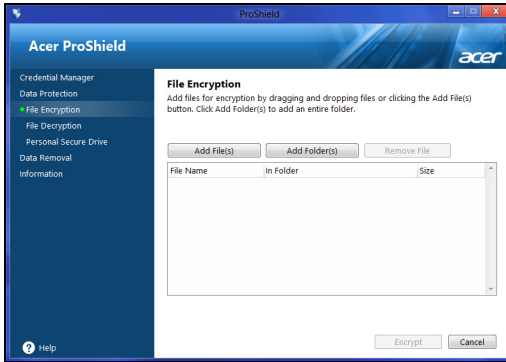 ProShield
Acer ProShield
acer
Credential Manager
Data Protection
File Encryption
File Decryption
Personal Secure Drive
Data Removal
Information
File Encryption
Add files for encryption by dragging and dropping files or clicking the Add File(s)
button. Click Add Folder(s) to add an entire folder.
Add File(s) Add Folder(s) Remove File
File Name In Folder Size
Encrypt Cancel
? Help